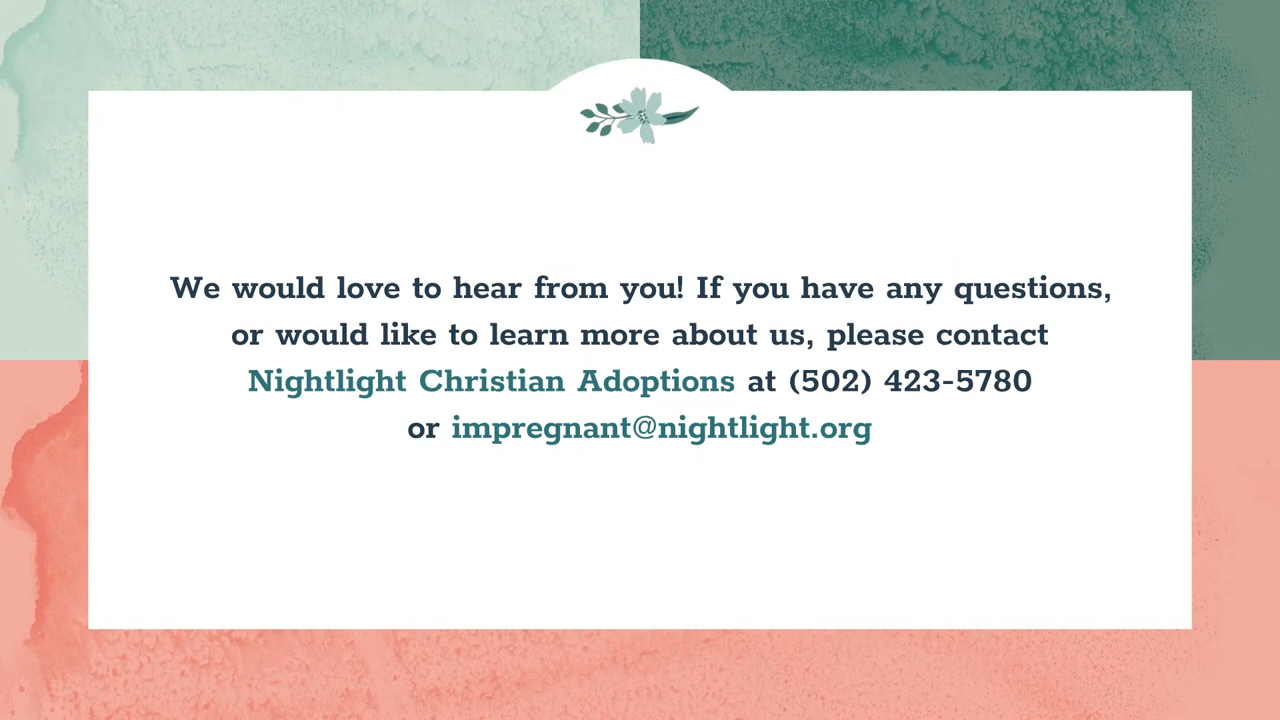 We would love to hear from you! If you have any questions,
or would like to learn more about us, please contact
Nightlight Christian Adoptions at (502) 423-5780
or impregnant@nightlight.org